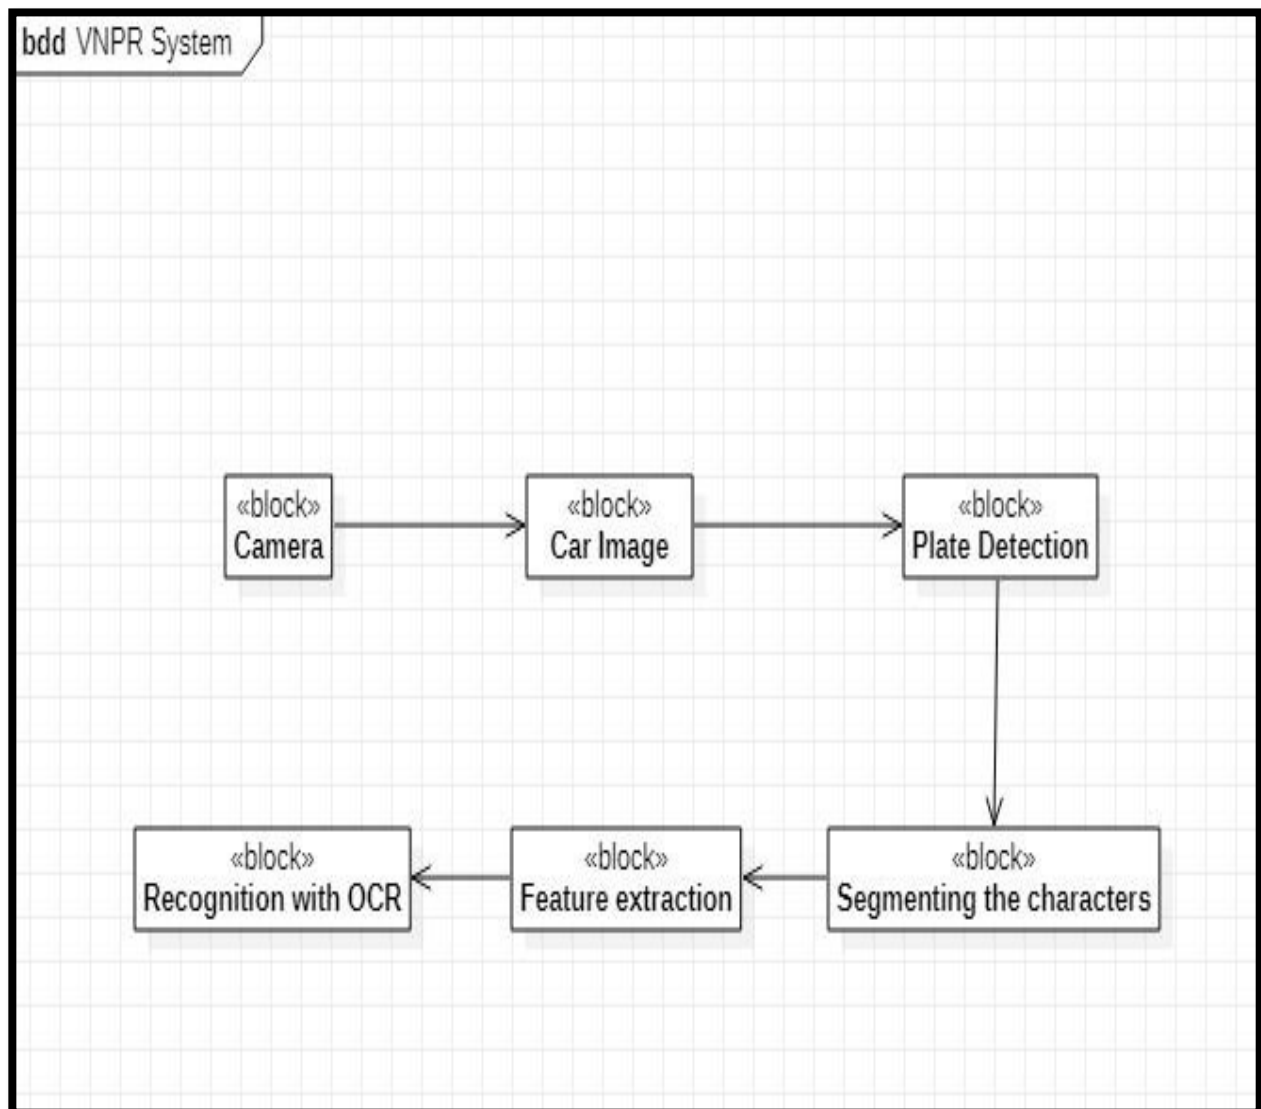 bdd VNPR System
«block»
Camera
«block»
Car Image
«block»
Plate Detection
«block»
Recognition with OCR
«block»
Feature extraction
«block»
Segmenting the characters